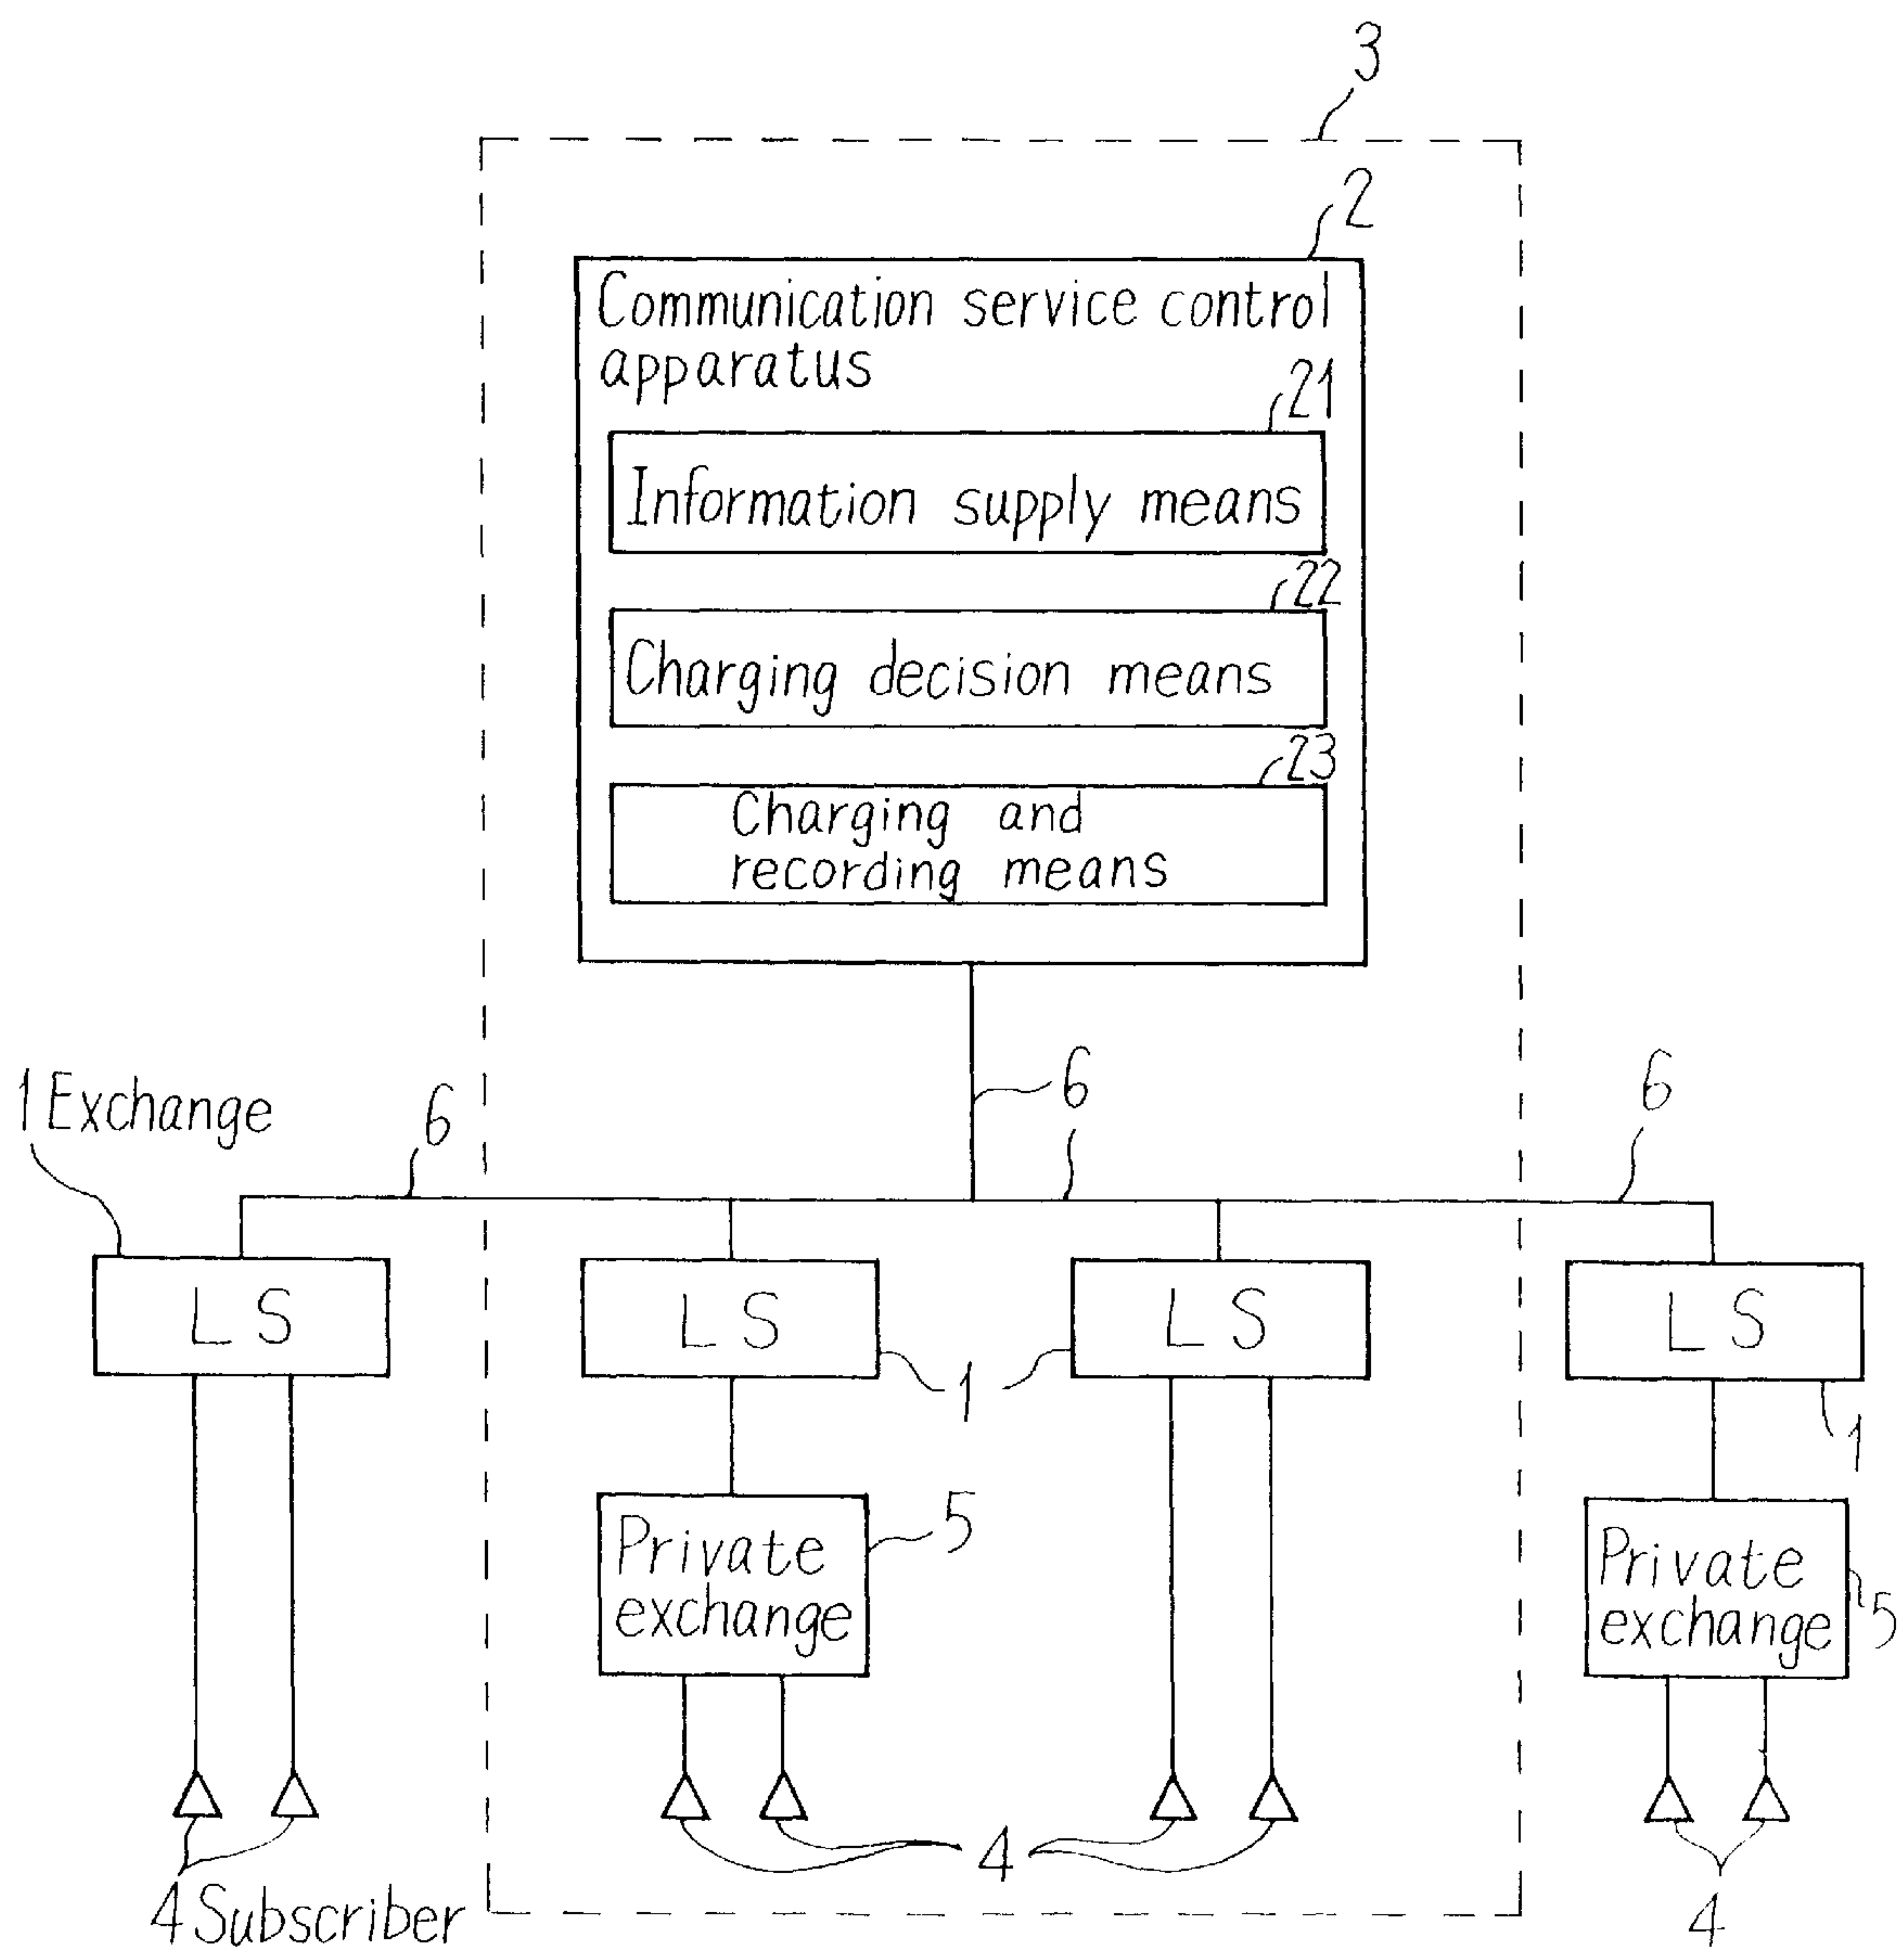 3
2
Communication service control
apparatus
21
Information supply means
22
Charging decision means
23
Charging and
recording means
1 Exchange
6
6
6
LS
LS
LS
LS
1
1
Private
exchange
5
Private
exchange
5
4
4 Subscriber
4